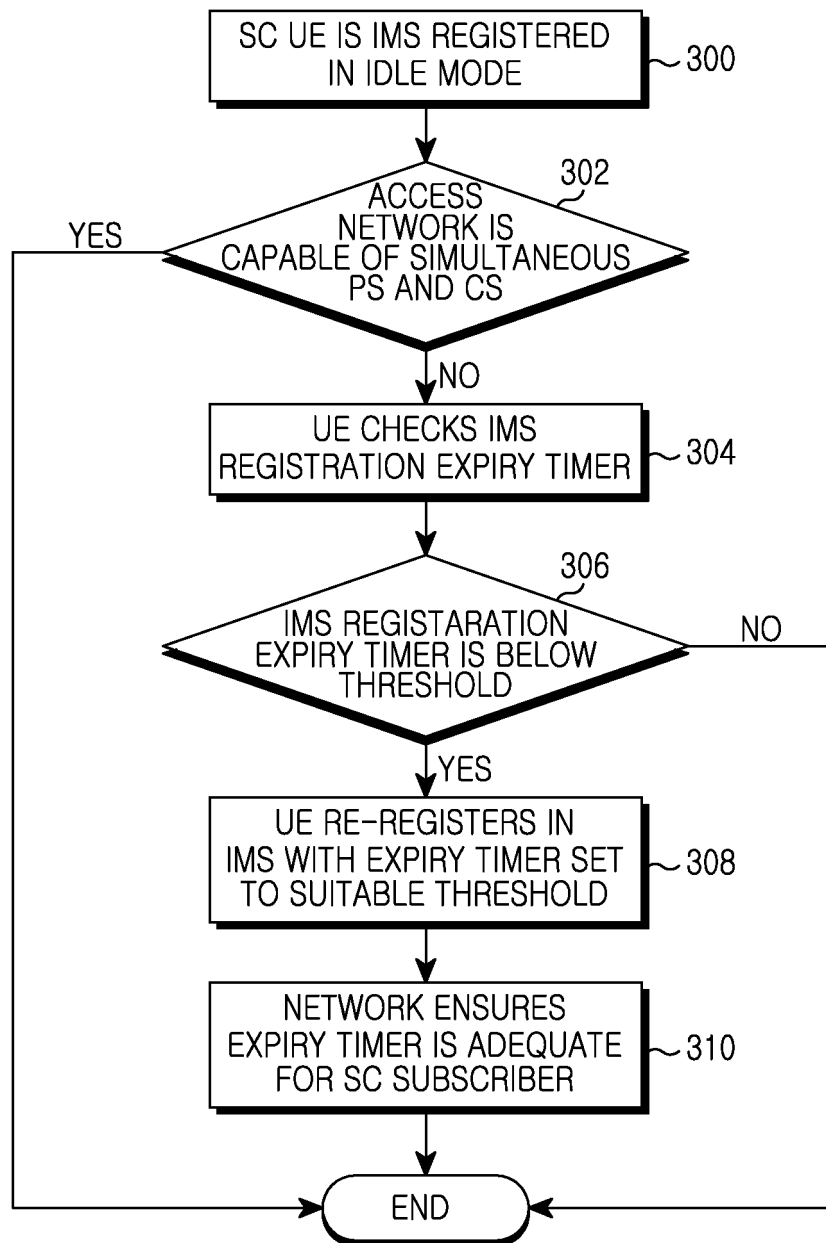 SC UE IS IMS REGISTERED
IN IDLE MODE
300
302
ACCESS
NETWORK IS
CAPABLE OF SIMULTANEOUS
PS AND CS
YES
NO
UE CHECKS IMS
REGISTRATION EXPIRY TIMER
304
306
IMS REGISTARATION
EXPIRY TIMER IS BELOW
THRESHOLD
NO
YES
UE RE-REGISTERS IN
IMS WITH EXPIRY TIMER SET
TO SUITABLE THRESHOLD
308
NETWORK ENSURES
EXPIRY TIMER IS ADEQUATE
FOR SC SUBSCRIBER
310
END